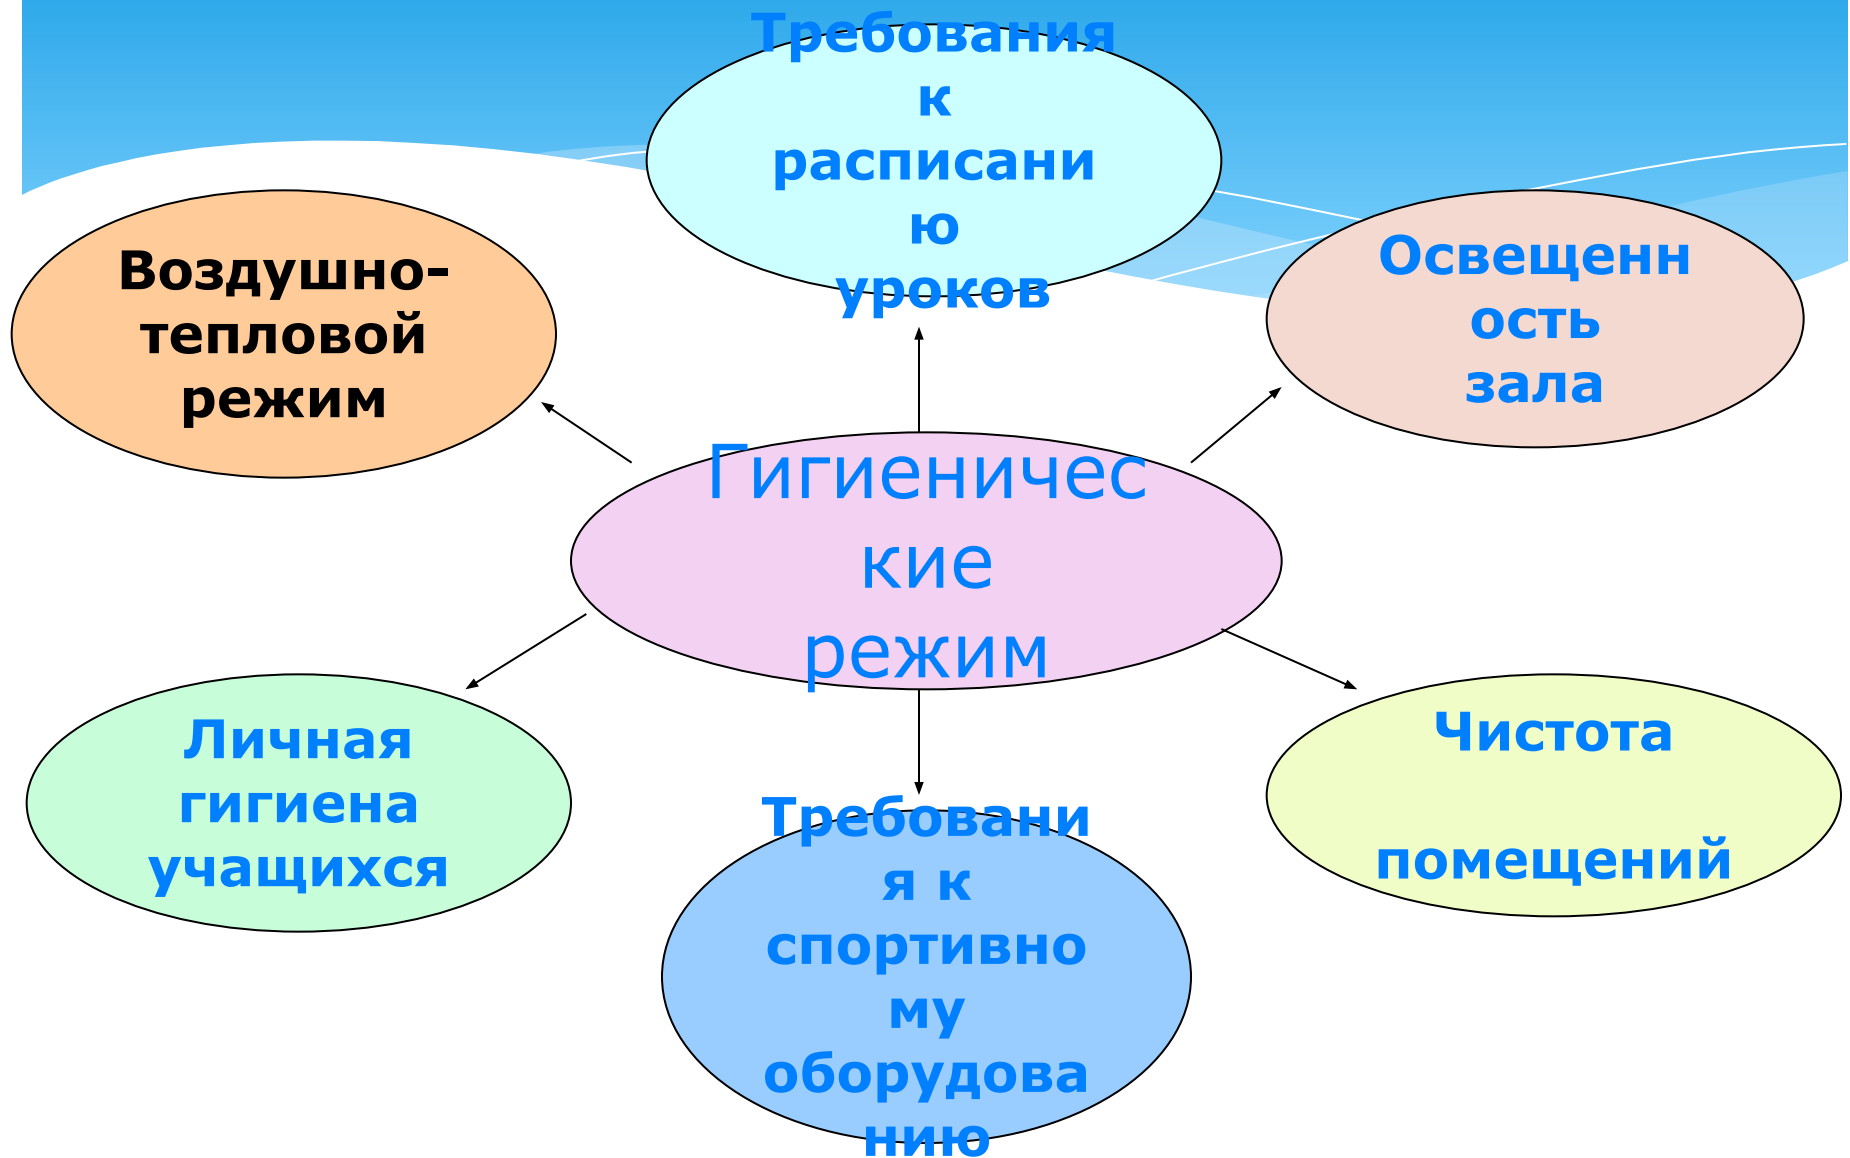 Требования
к
расписани
ю
уроков
Воздушно-
тепловой
режим
Освещенн
ость
зала
Гигиеничес
кие
режим
Личная
гигиена
учащихся
Чистота
помещений
Требовани
я к
спортивно
му
оборудова
нию